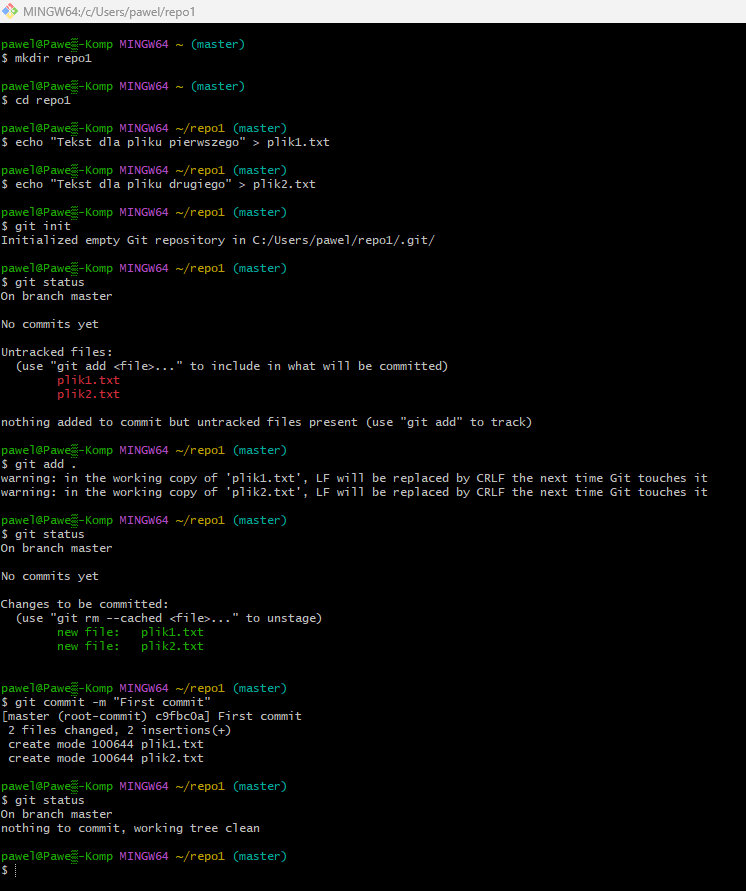 MINGW64:/c/Users/pawel/repo1
pawel@Pawe▒-Komp MINGW64 ~ (master)
$ mkdir repo1
pawel@Pawe▒-Komp MINGW64 ~ (master)
$ cd repo1
pawel@Pawe▒-Komp MINGW64 ~/repo1 (master)
$ echo "Tekst dla pliku pierwszego" > plik1.txt
pawel@Pawe▒-Komp MINGW64 ~/repo1 (master)
$ echo "Tekst dla pliku drugiego" > plik2.txt
pawel@Pawe▒-Komp MINGW64 ~/repo1 (master)
$ git init
Initialized empty Git repository in C:/Users/pawel/repo1/.git/
pawel@Pawe▒-Komp MINGW64 ~/repo1 (master)
$ git status
On branch master
No commits yet
Untracked files:
  (use "git add <file>..." to include in what will be committed)
        plik1.txt
        plik2.txt
nothing added to commit but untracked files present (use "git add" to track)
pawel@Pawe▒-Komp MINGW64 ~/repo1 (master)
$ git add .
warning: in the working copy of 'plik1.txt', LF will be replaced by CRLF the next time Git touches it
warning: in the working copy of 'plik2.txt', LF will be replaced by CRLF the next time Git touches it
pawel@Pawe▒-Komp MINGW64 ~/repo1 (master)
$ git status
On branch master
No commits yet
Changes to be committed:
  (use "git rm --cached <file>..." to unstage)
        new file:   plik1.txt
        new file:   plik2.txt
pawel@Pawe▒-Komp MINGW64 ~/repo1 (master)
$ git commit -m "First commit"
[master (root-commit) c9fbc0a] First commit
 2 files changed, 2 insertions(+)
 create mode 100644 plik1.txt
 create mode 100644 plik2.txt
pawel@Pawe▒-Komp MINGW64 ~/repo1 (master)
$ git status
On branch master
nothing to commit, working tree clean
pawel@Pawe▒-Komp MINGW64 ~/repo1 (master)
$